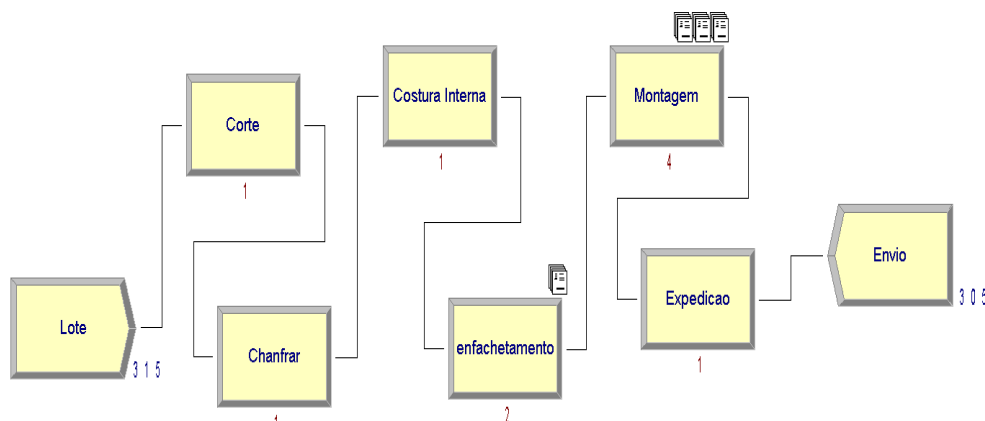 Lote
3 1 5
Corte
1
Chanfrar
1
Costura Interna
1
enfachetamento
2
Montagem
4
Expedicao
1
Envio
3 0 5